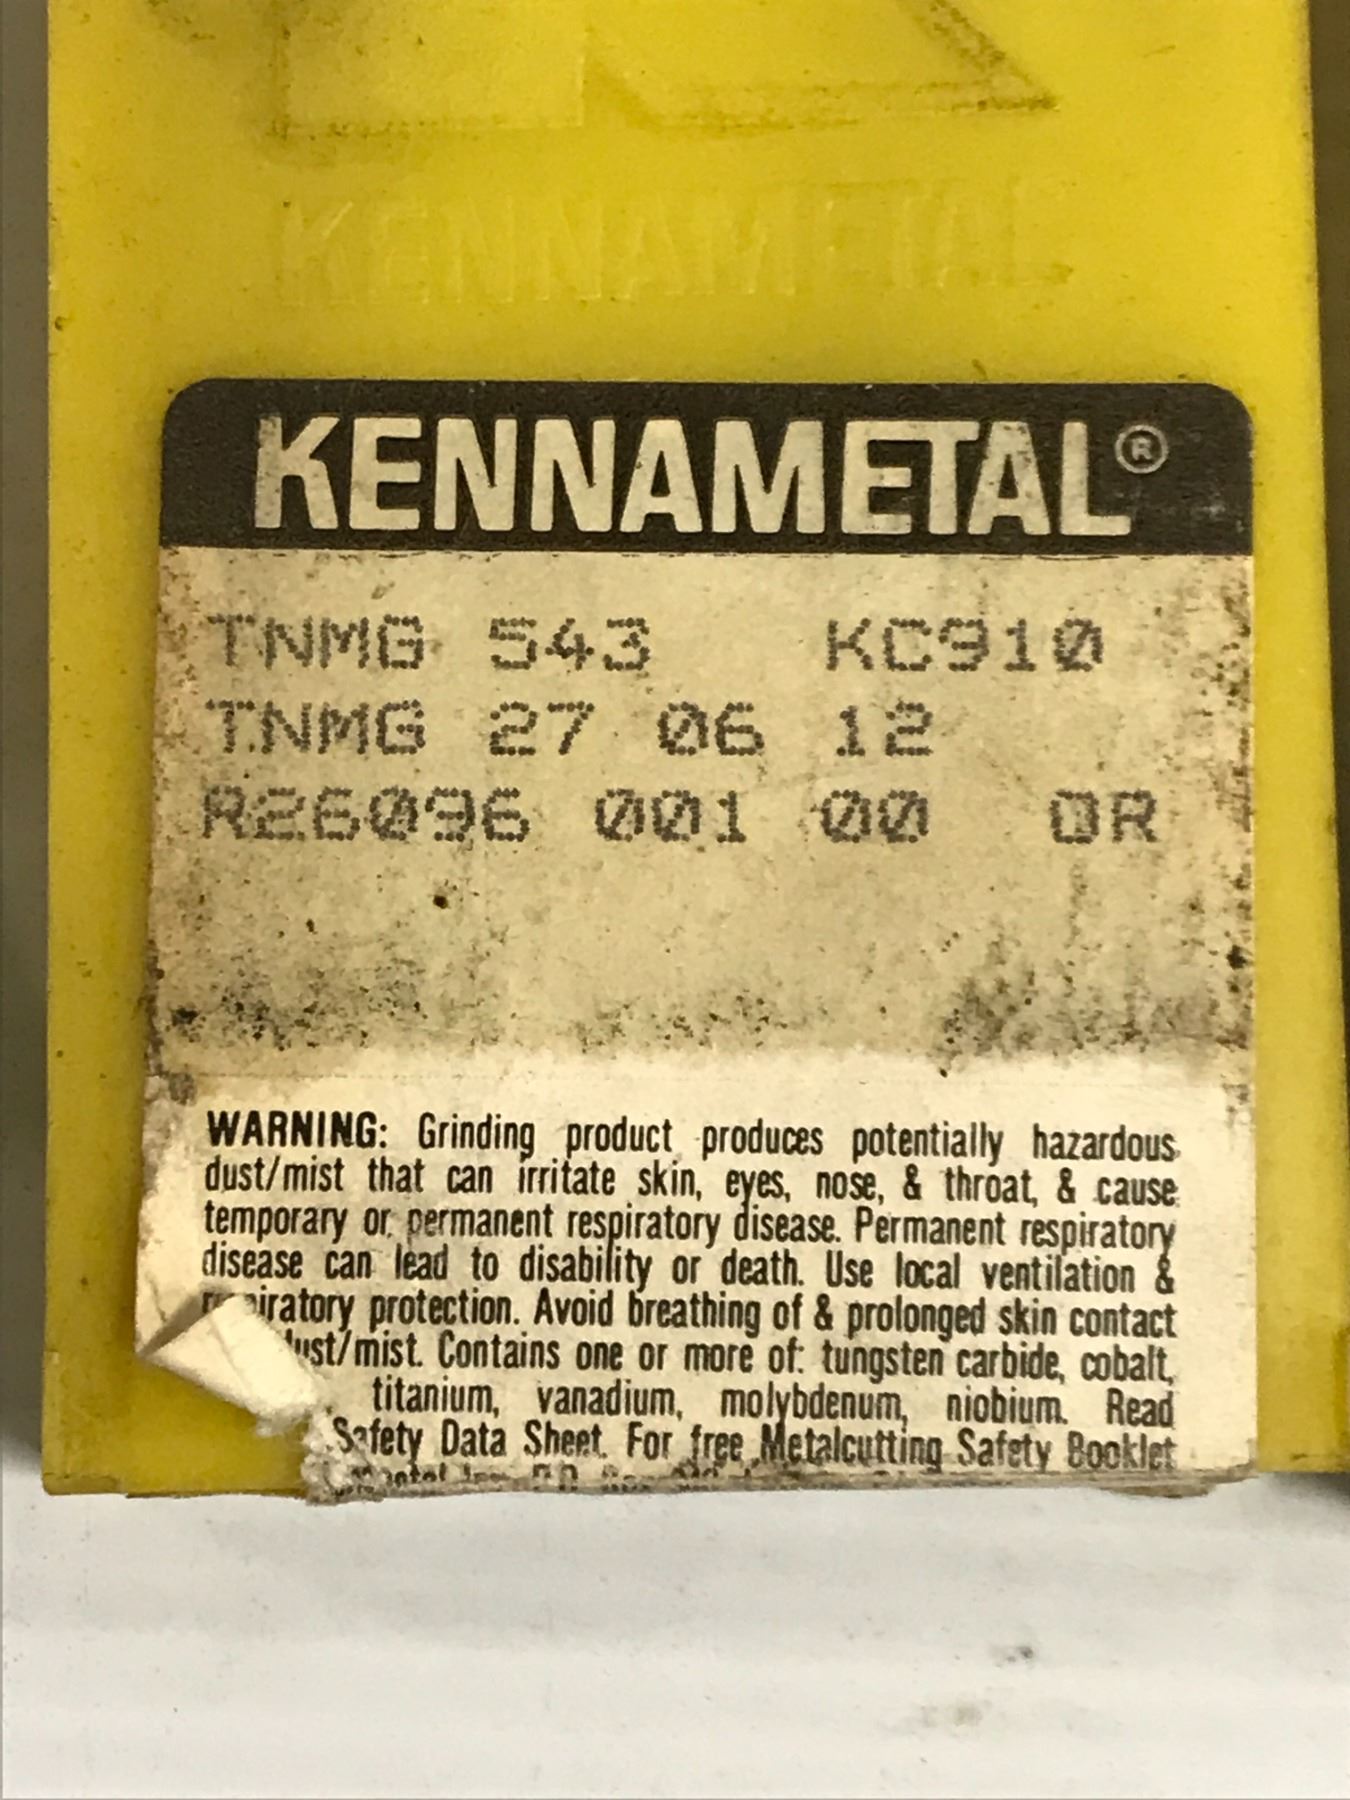 KENNAMETAL
KENNAMETAL®
TNMG 543 KC910
TNMG 27 06 12
R26096 001 00 OR
WARNING: Grinding product produces potentially hazardous
dust/mist that can irritate skin, eyes, nose, & throat, & cause
temporary or permanent respiratory disease. Permanent respiratory
disease can lead to disability or death. Use local ventilation &
protection. Avoid breathing of & prolonged skin contact
dust/mist. Contains one or more of: tungsten carbide, cobalt,
titanium, vanadium, molybdenum, niobium. Read
Safety Data Sheet. For free Metalcutting Safety Booklet